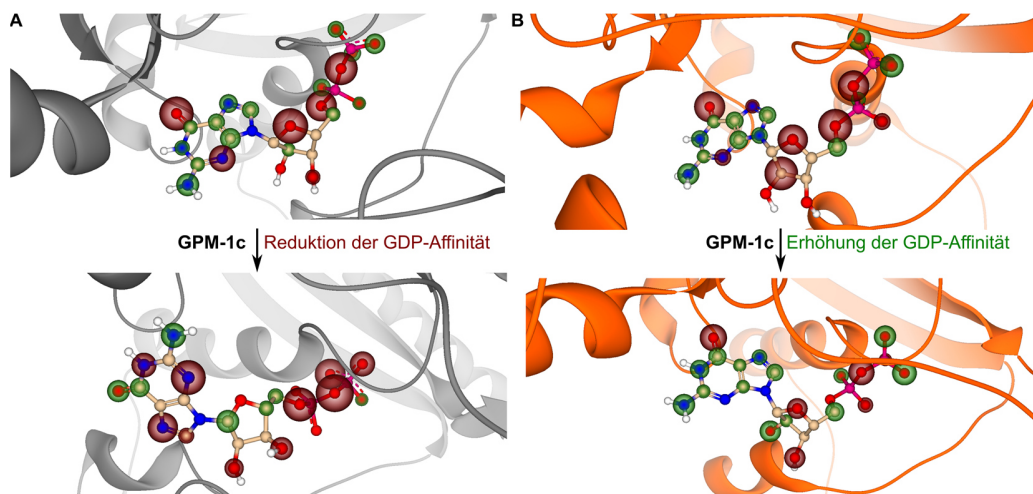 A
B
GPM-1c Reduktion der GDP-Affinität
GPM-1c Erhöhung der GDP-Affinität